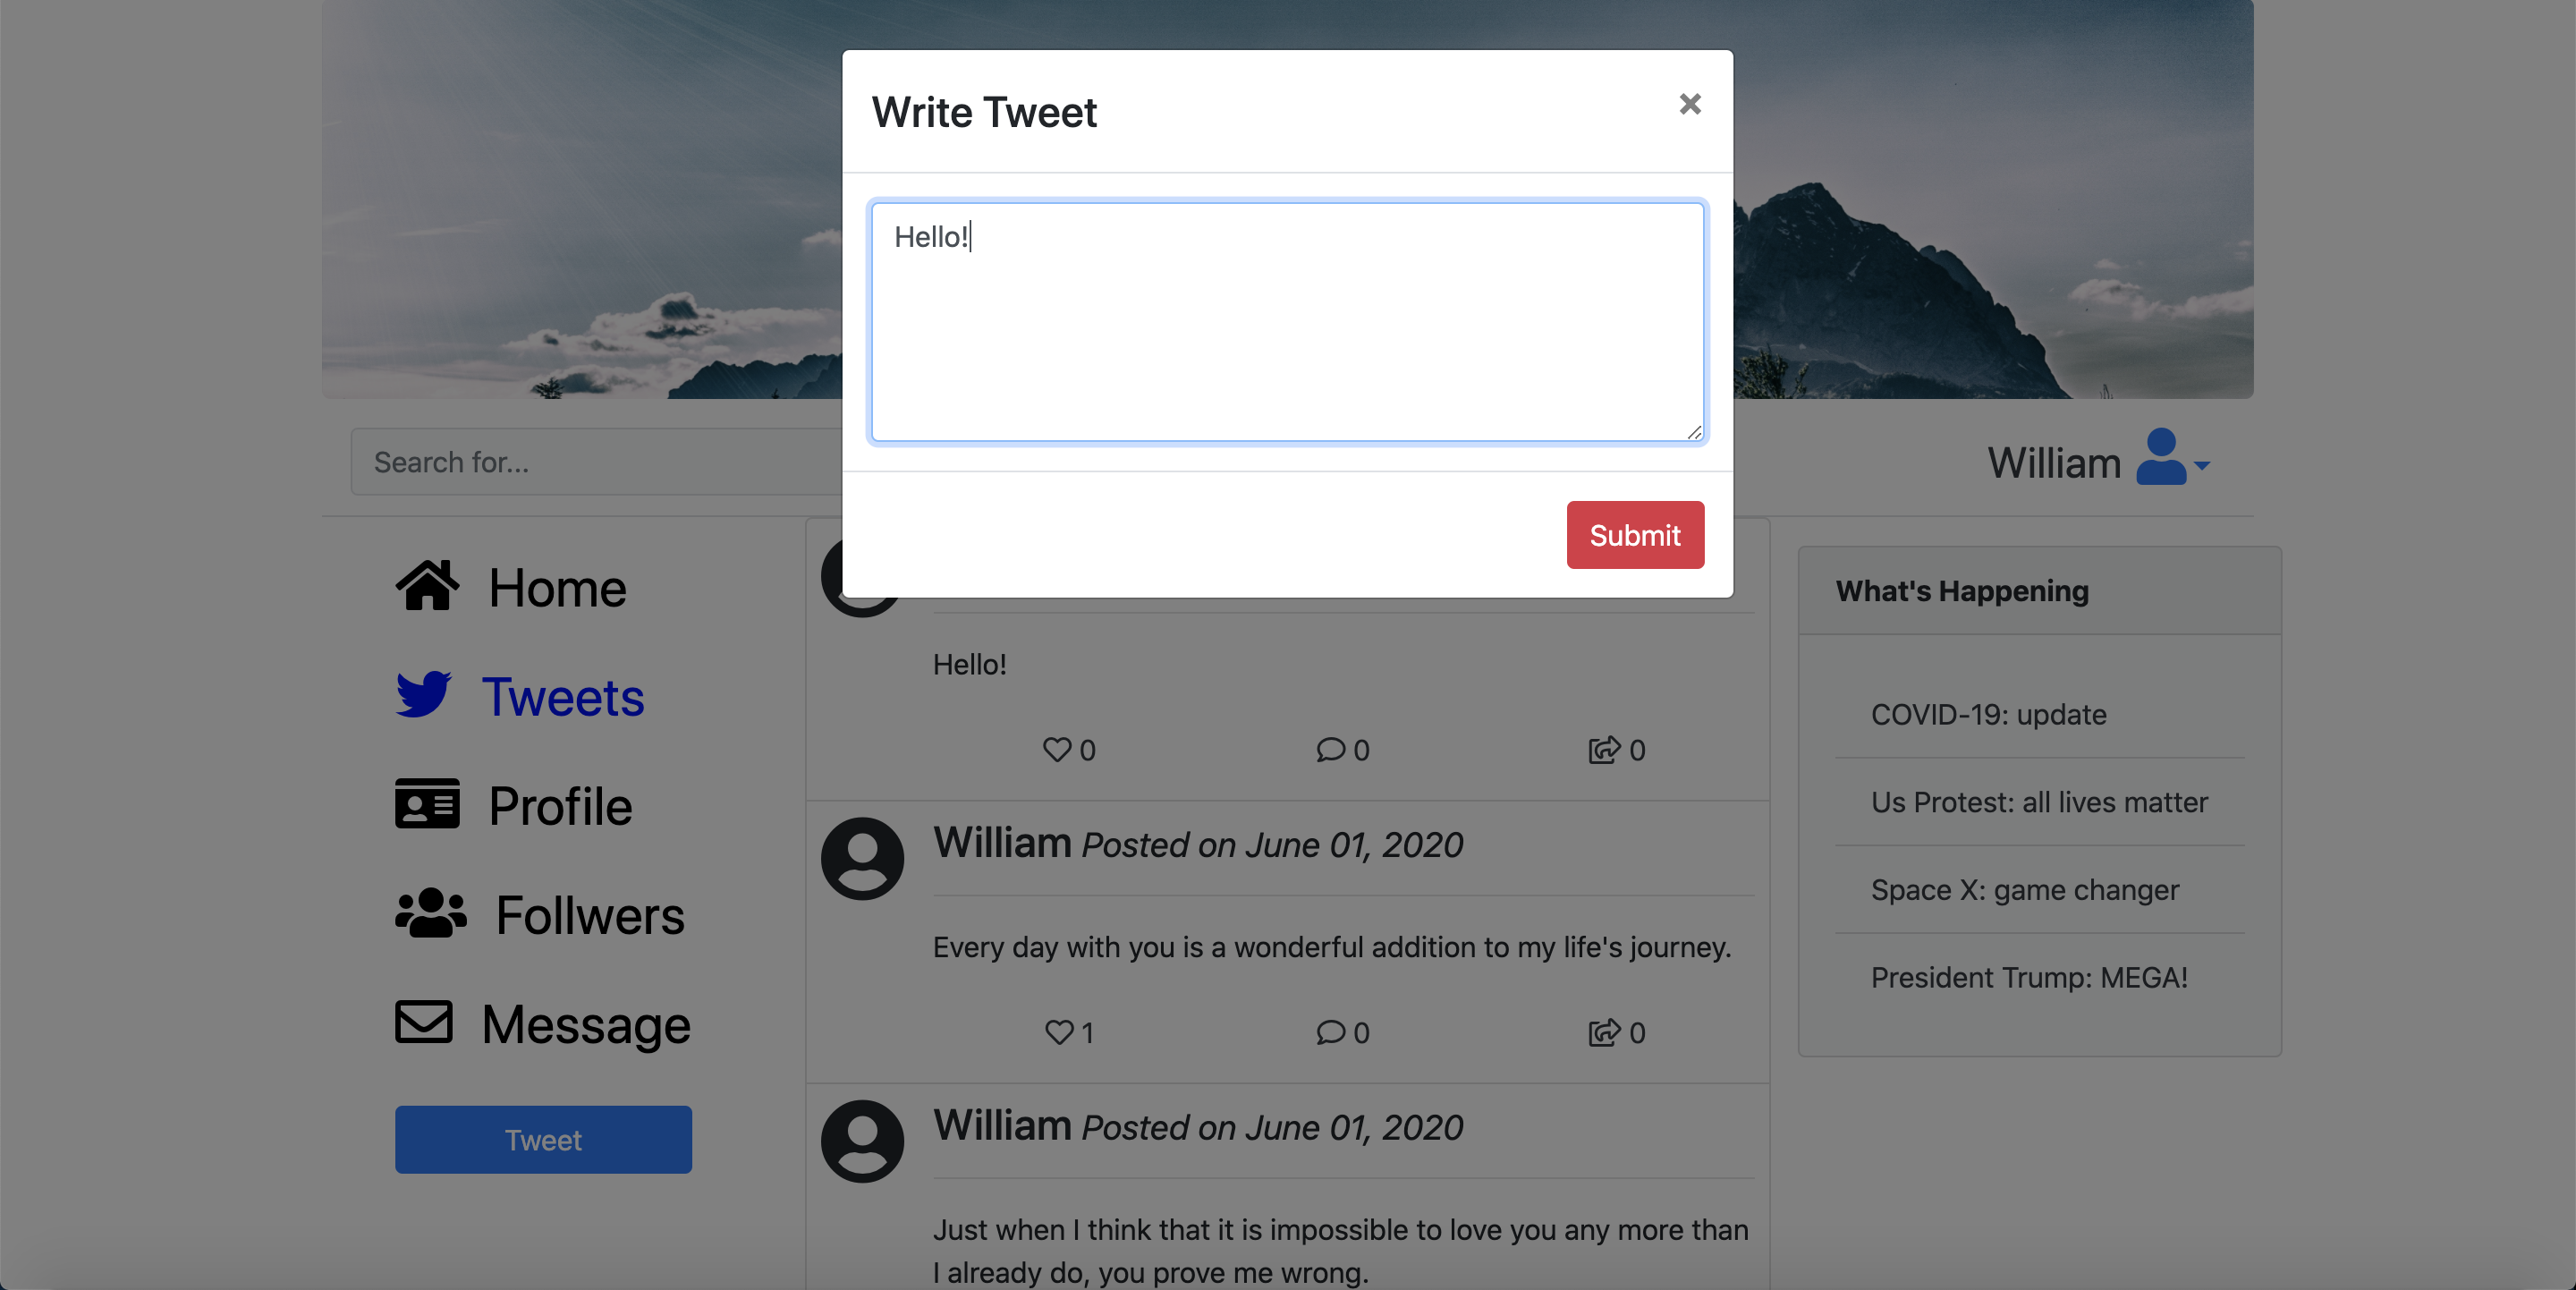 Write Tweet
Hello!
Submit
Search for...
William
Home
Tweets
Profile
Follwers
Message
Tweet
Hello!
0 0 0
William Posted on June 01, 2020
Every day with you is a wonderful addition to my life's journey.
1 0 0
William Posted on June 01, 2020
Just when I think that it is impossible to love you any more than
I already do, you prove me wrong.
What's Happening
COVID-19: update
Us Protest: all lives matter
Space X: game changer
President Trump: MEGA!